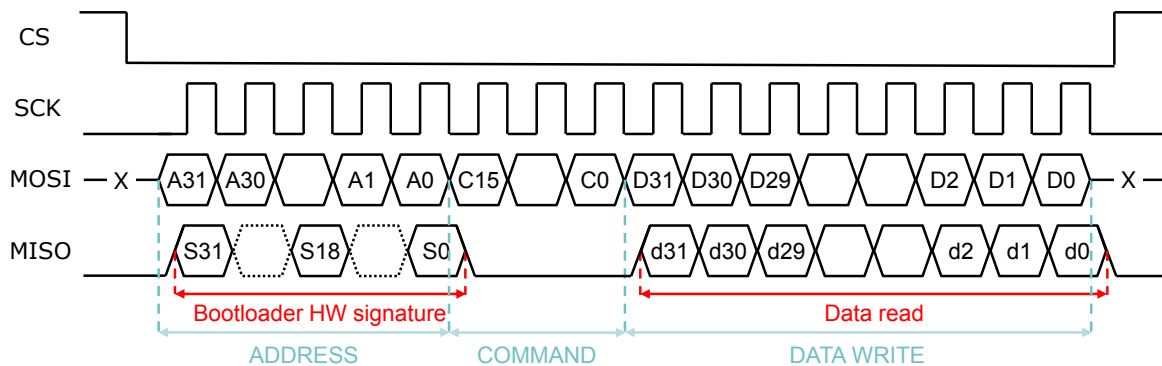 CS
SCK
MOSI X A31 A30 A1 A0 C15 C0 D31 D30 D29 D2 D1 D0 X
MISO S31 S18 S0 d31 d30 d29 d2 d1 d0
Bootloader HW signature Data read
ADDRESS COMMAND DATA WRITE